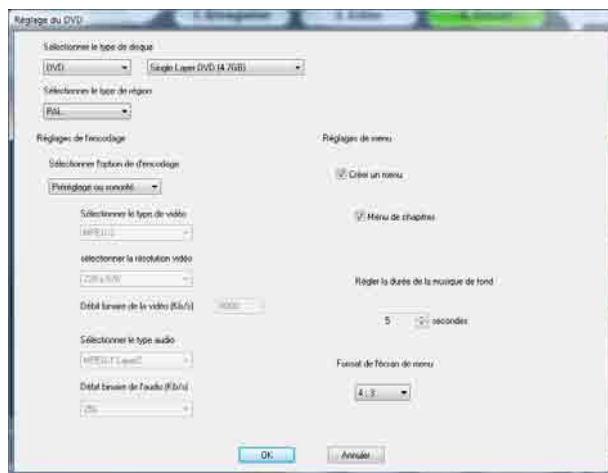 Réglage du DVD
Sélectionner le type de disque
DVD
Single Layer DVD (4.7GB)
Sélectionner le type de région
PAL
Réglages de l'encodage
Réglages de menu
Sélectionner l'option de d'encodage
Préréglage ou sonorité
Créer un menu
Sélectionner le type de vidéo
MPEG-2
Menu de chapitres
sélectionner la résolution vidéo
Régler la durée de la musique de fond
Débit binaire de la vidéo (Kb/s)
5
secondes
Sélectionner le type audio
MPEG-1 Layer2
Format de l'écran de menu
Débit binaire de l'audio (Kb/s)
4 : 3
OK
Annuler